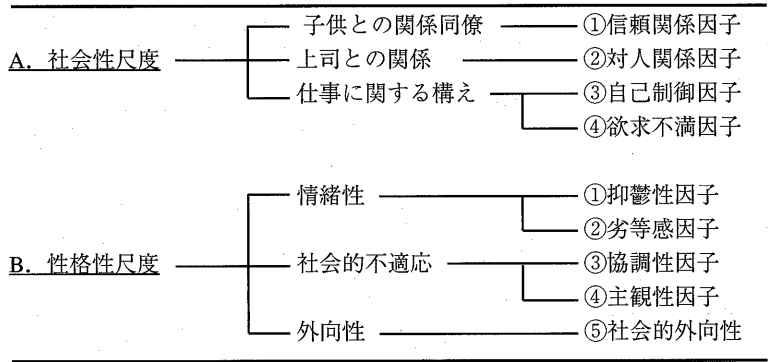 子供との関係同僚 ①信頼関係因子
A. 社会性尺度 上司との関係 ②対人関係因子
仕事に関する構え ③自己制御因子
④欲求不満因子
情緒性 ①抑鬱性因子
②劣等感因子
B. 性格性尺度 社会的不適応 ③協調性因子
④主観性因子
外向性 ⑤社会的外向性